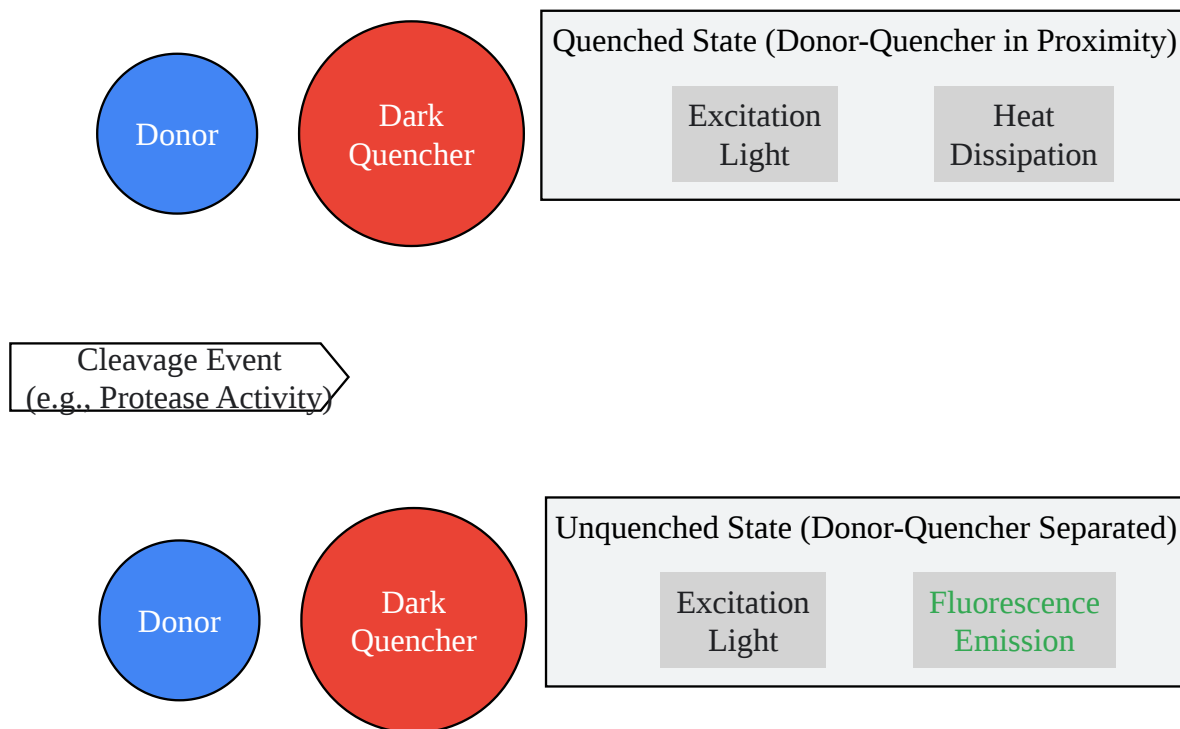 Quenched State (Donor-Quencher in Proximity)
Donor
Dark
Quencher
Excitation
Light
Heat
Dissipation
Cleavage Event
(e.g., Protease Activity)
Unquenched State (Donor-Quencher Separated)
Donor
Dark
Quencher
Excitation
Light
Fluorescence
Emission